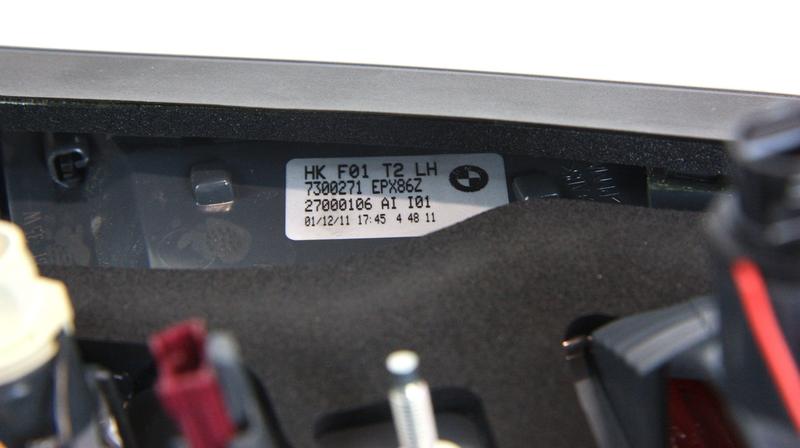 HK F01 T2 LH
7300271 EPX86Z
27000106 AI I01
01/12/11 17:45 4 48 11